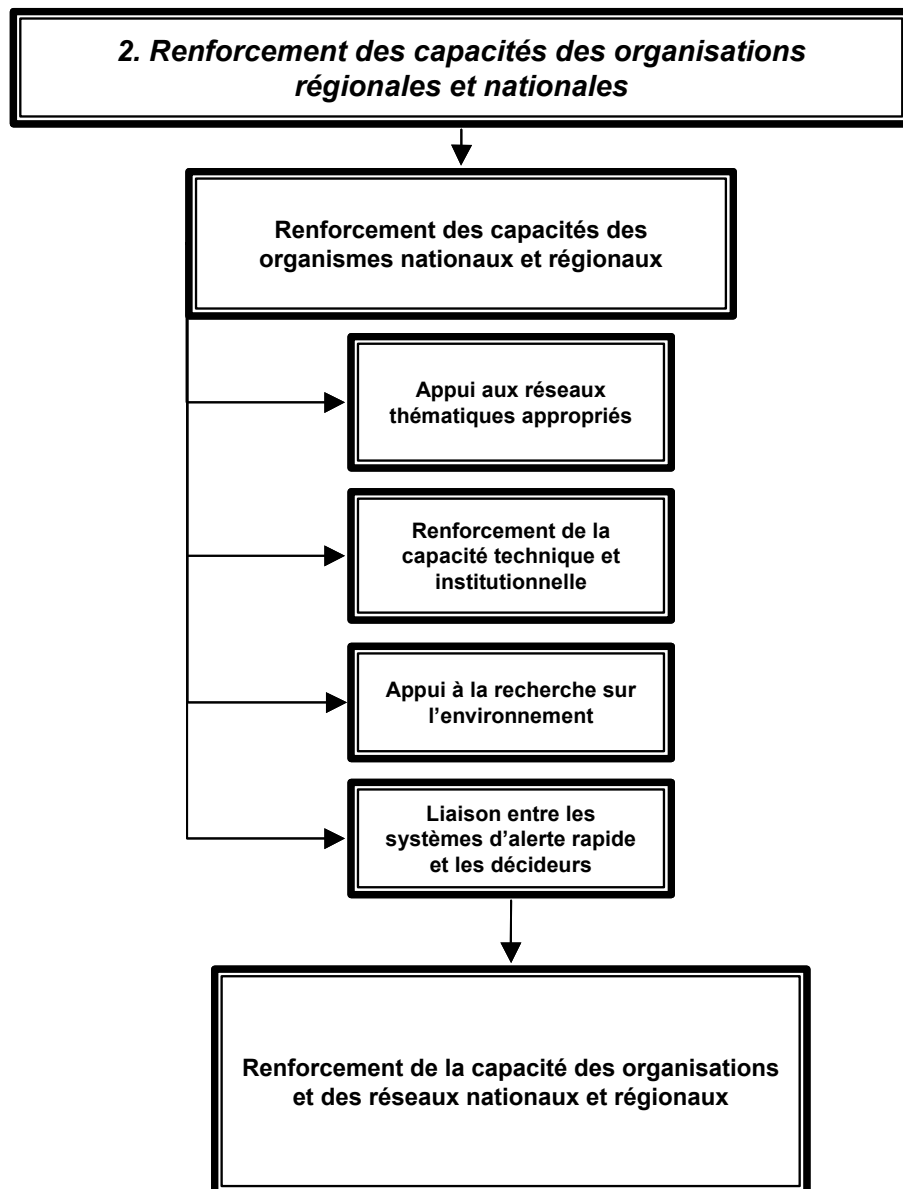 2. Renforcement des capacités des organisations
régionales et nationales
Renforcement des capacités des
organismes nationaux et régionaux
Appui aux réseaux
thématiques appropriés
Renforcement de la
capacité technique et
institutionnelle
Appui à la recherche sur
l’environnement
Liaison entre les
systèmes d’alerte rapide
et les décideurs
Renforcement de la capacité des organisations
et des réseaux nationaux et régionaux